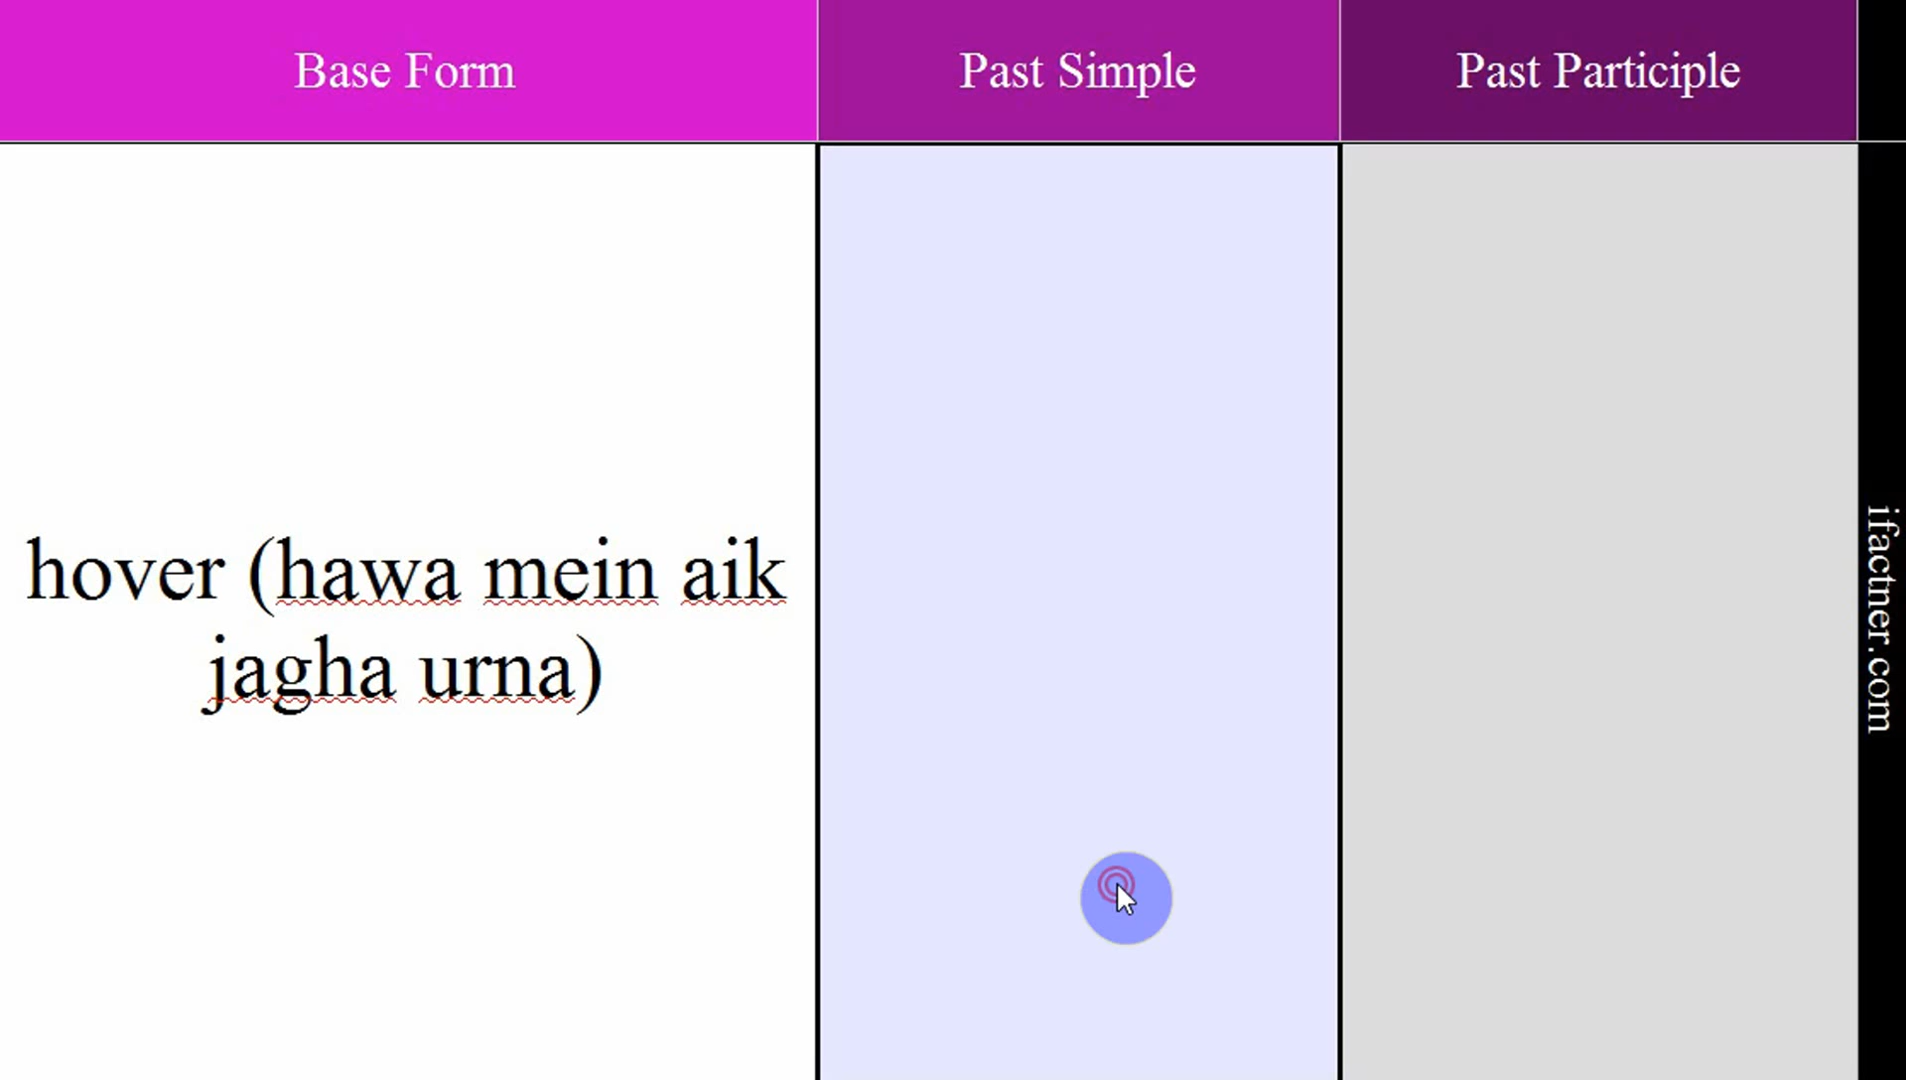 Base Form
Past Simple
Past Participle
hover (hawa mein aik
jagha urna)
ifactner.com